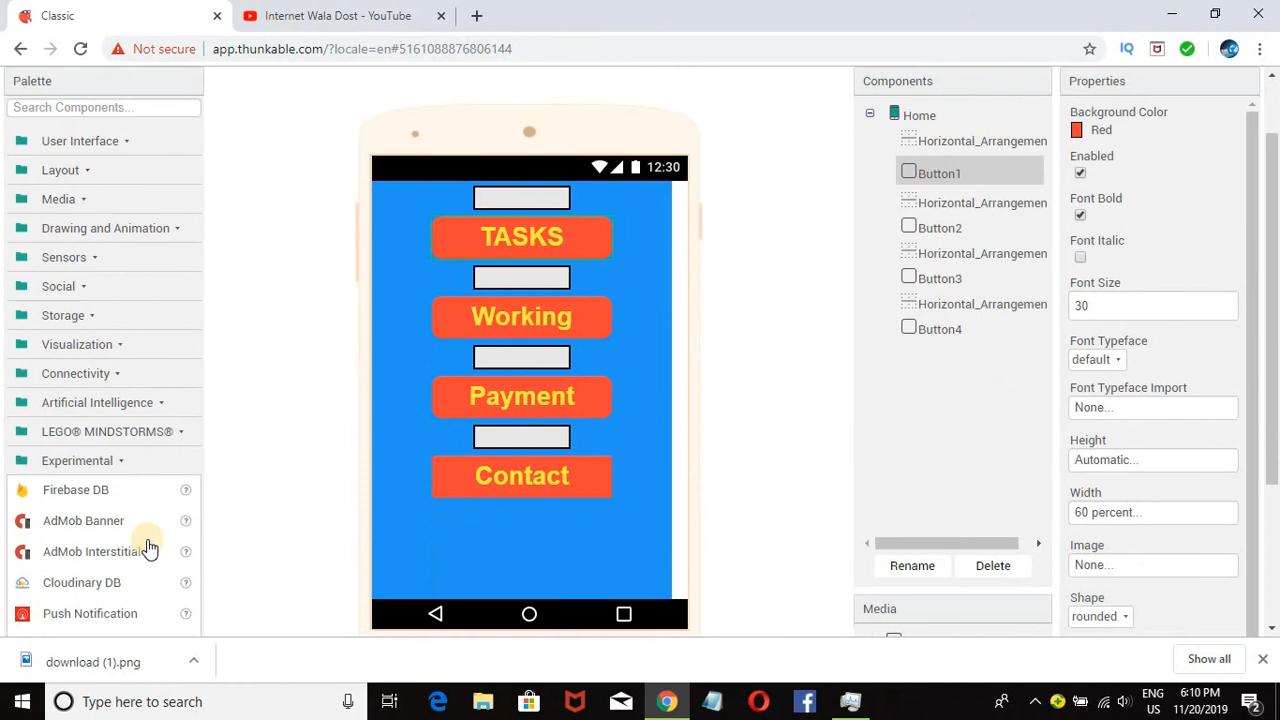 Classic
Internet Wala Dost - YouTube
Not secure
app.thunkable.com/?locale=en#5161088876806144
IQ
Palette
Search Components...
User Interface
Layout
Media
Drawing and Animation
Sensors
Social
Storage
Visualization
Connectivity
Artificial Intelligence
LEGO® MINDSTORMS®
Experimental
Firebase DB
AdMob Banner
AdMob Interstitial
Cloudinary DB
Push Notification
12:30
TASKS
Working
Payment
Contact
Components
Home
Horizontal_Arrangemen
Button1
Horizontal_Arrangemen
Button2
Horizontal_Arrangemen
Button3
Horizontal_Arrangemen
Button4
Rename
Delete
Media
Properties
Background Color
Red
Enabled
Font Bold
Font Italic
Font Size
30
Font Typeface
default
Font Typeface Import
None...
Height
Automatic...
Width
60 percent...
Image
None...
Shape
rounded
download (1).png
Show all
Type here to search
ENG
US
6:10 PM
11/20/2019
2